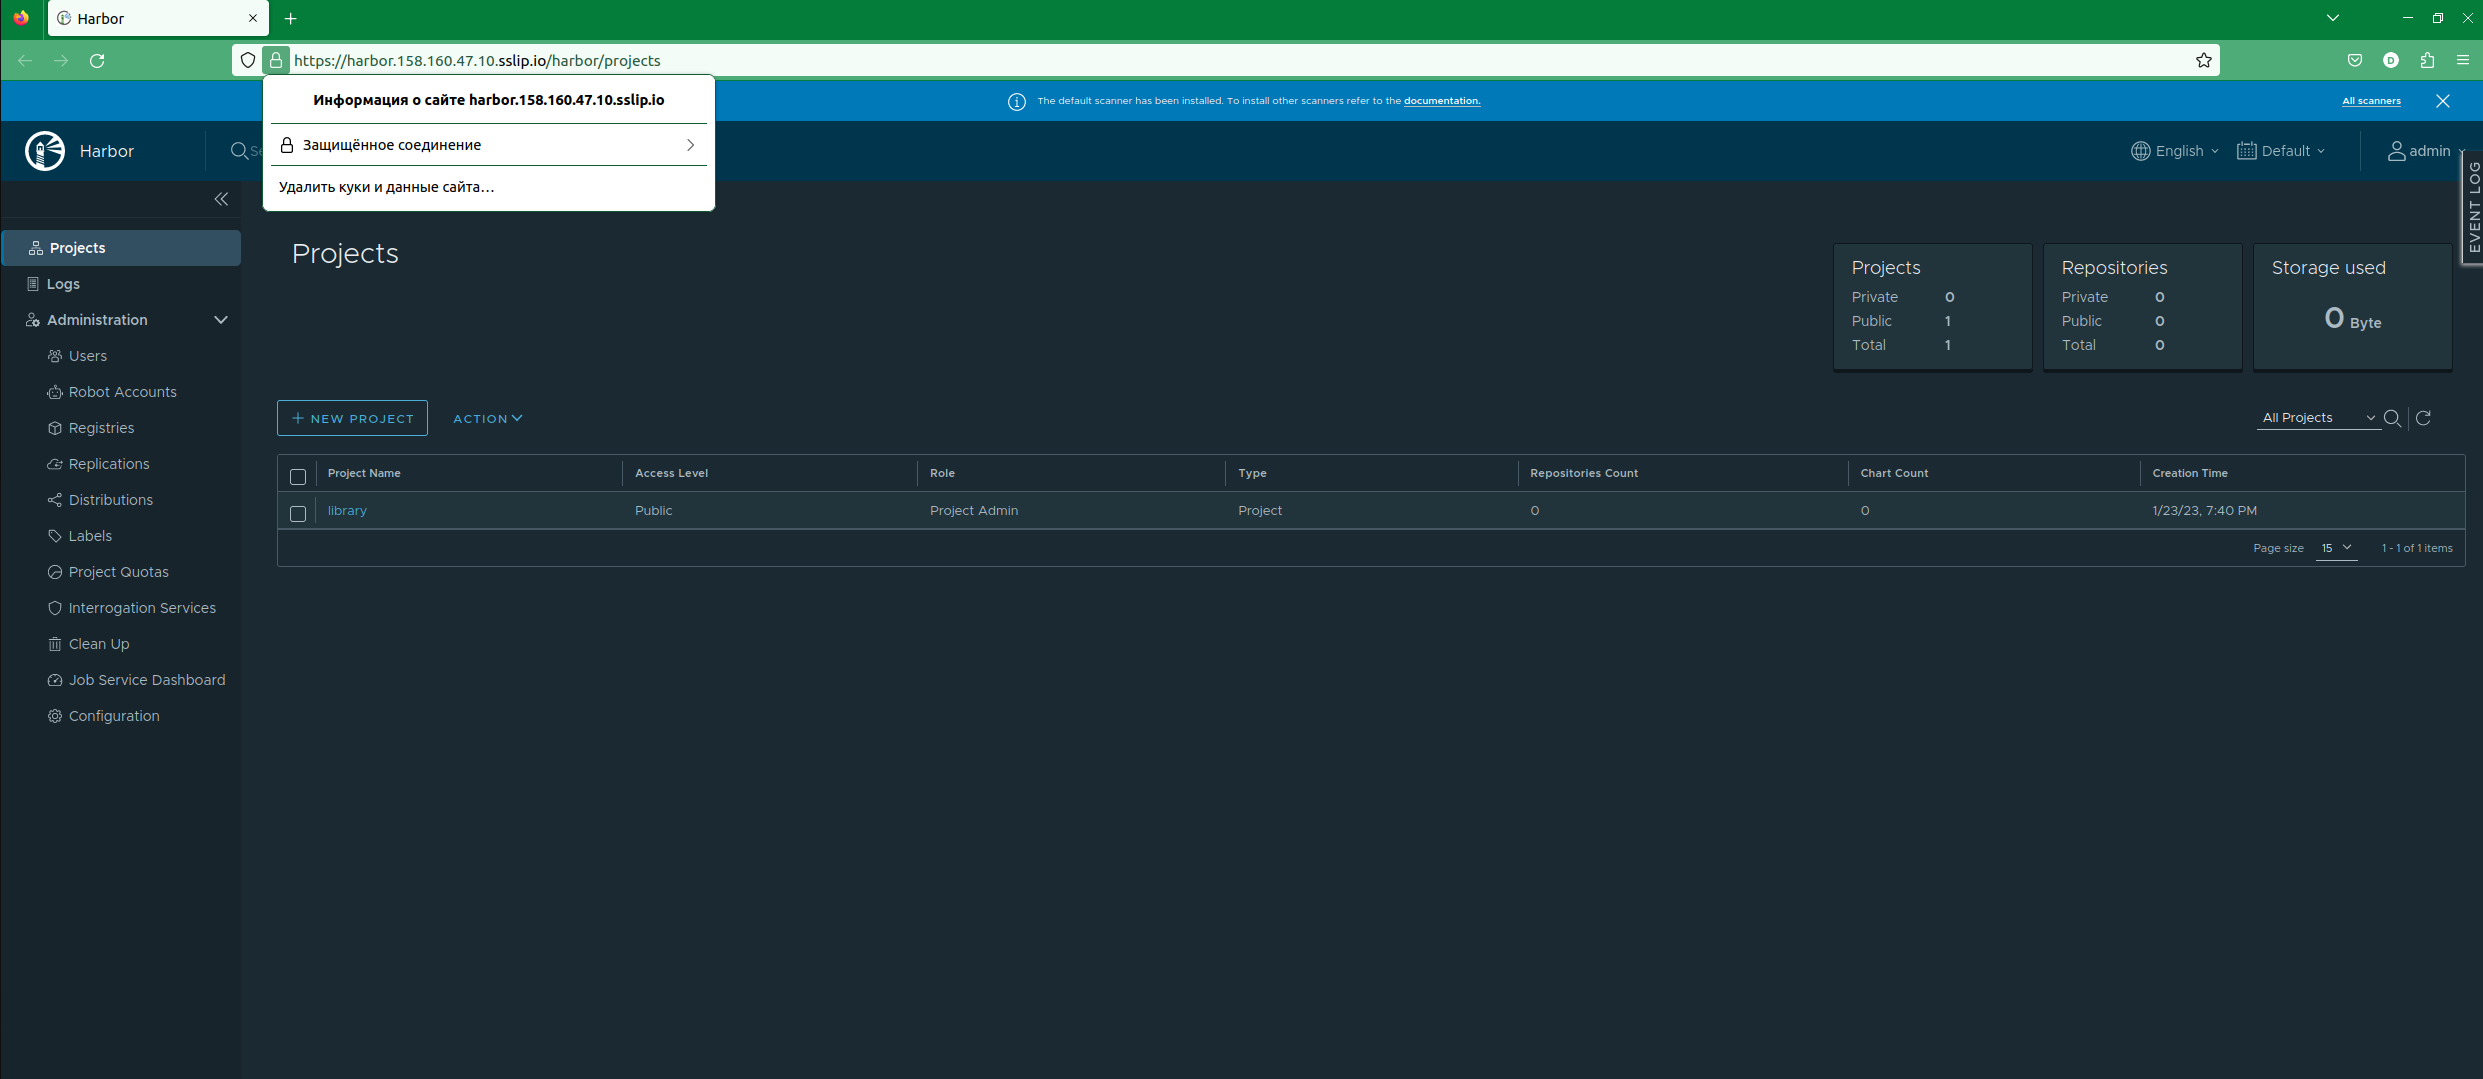 Harbor
https://harbor.158.160.47.10.sslip.io/harbor/projects
D
Информация о сайте harbor.158.160.47.10.sslip.io
Защищённое соединение
Удалить куки и данные сайта…
The default scanner has been installed. To install other scanners refer to the documentation.
All scanners
Harbor
English
Default
admin
EVENT LOG
Projects
Logs
Administration
Users
Robot Accounts
Registries
Replications
Distributions
Labels
Project Quotas
Interrogation Services
Clean Up
Job Service Dashboard
Configuration
Projects
Projects
Private 0
Public 1
Total 1
Repositories
Private 0
Public 0
Total 0
Storage used
0 Byte
NEW PROJECT
ACTION
All Projects
Project Name Access Level Role Type Repositories Count Chart Count Creation Time
library Public Project Admin Project 0 0 1/23/23, 7:40 PM
Page size 15 1 - 1 of 1 items